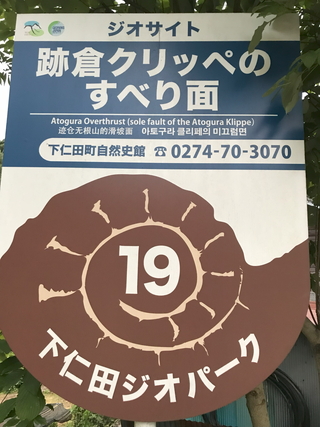 ジオサイト
跡倉クリッペの
すべり面
Atogura Overthrust (sole fault of the Atogura Klippe)
迹仓无根山的滑坡面 아토구라 클리페의 미끄럼면
下仁田町自然史館 ☎0274-70-3070
19
下仁田ジオパーク